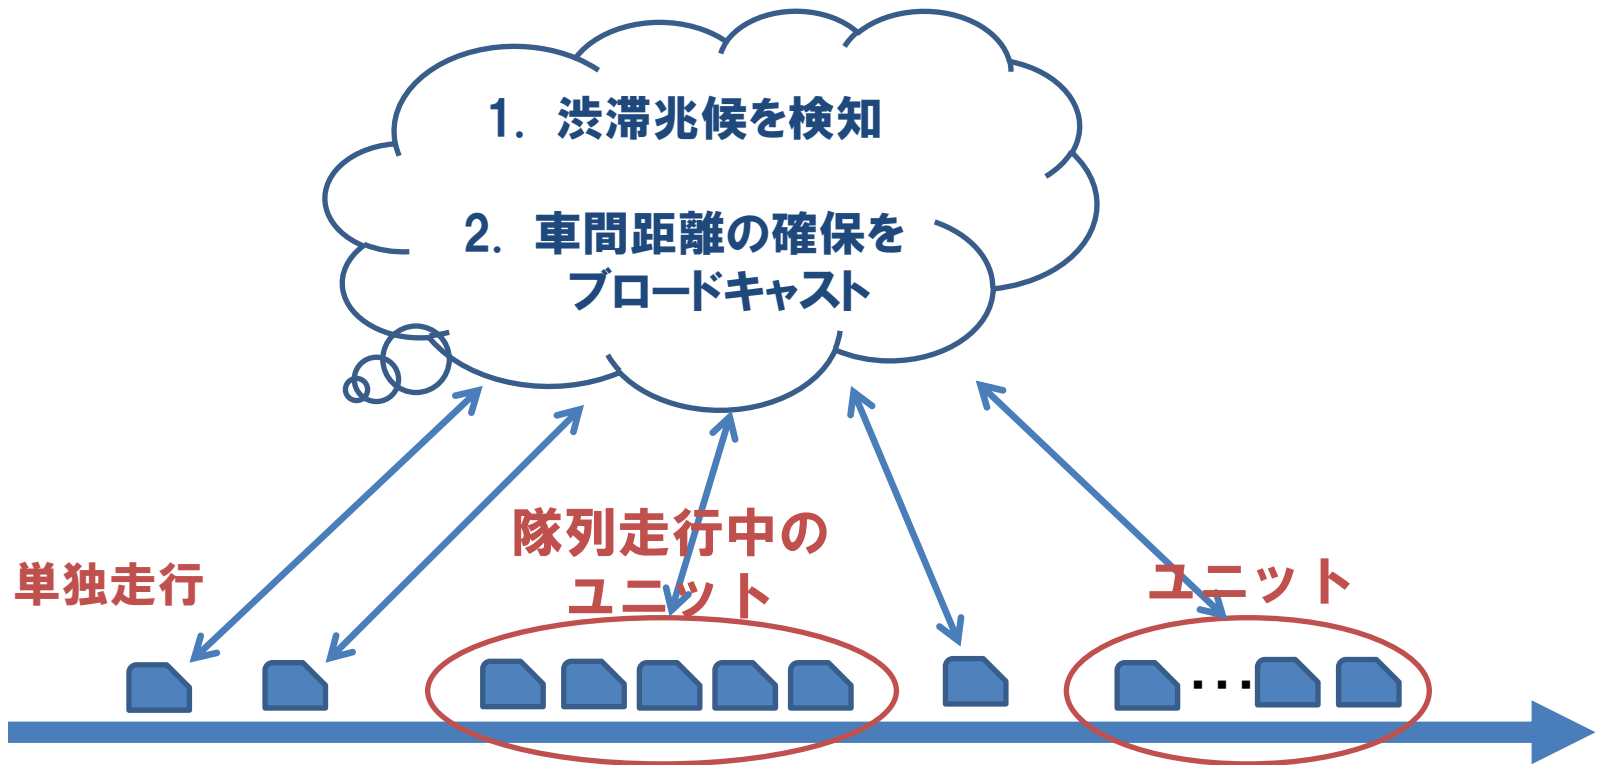 1. 渋滞兆候を検知
2. 車間距離の確保を
ブロードキャスト
隊列走行中の
ユニット
単独走行
ユニット
...